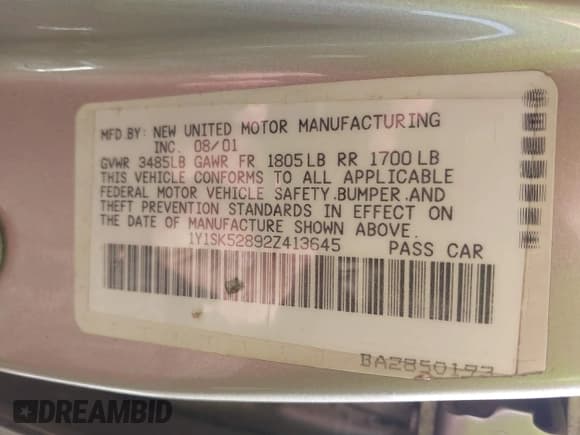 MFD BY: NEW UNITED MOTOR MANUFACTURING
INC. 08/01
GVWR 3485LB GAWR FR 1805LB RR 1700LB
THIS VEHICLE CONFORMS TO ALL APPLICABLE
FEDERAL MOTOR VEHICLE SAFETY,BUMPER,AND
THEFT PREVENTION STANDARDS IN EFFECT ON
THE DATE OF MANUFACTURE SHOWN ABOVE.
1Y1SK52892Z413645 PASS CAR
BA2850193
DREAMBID